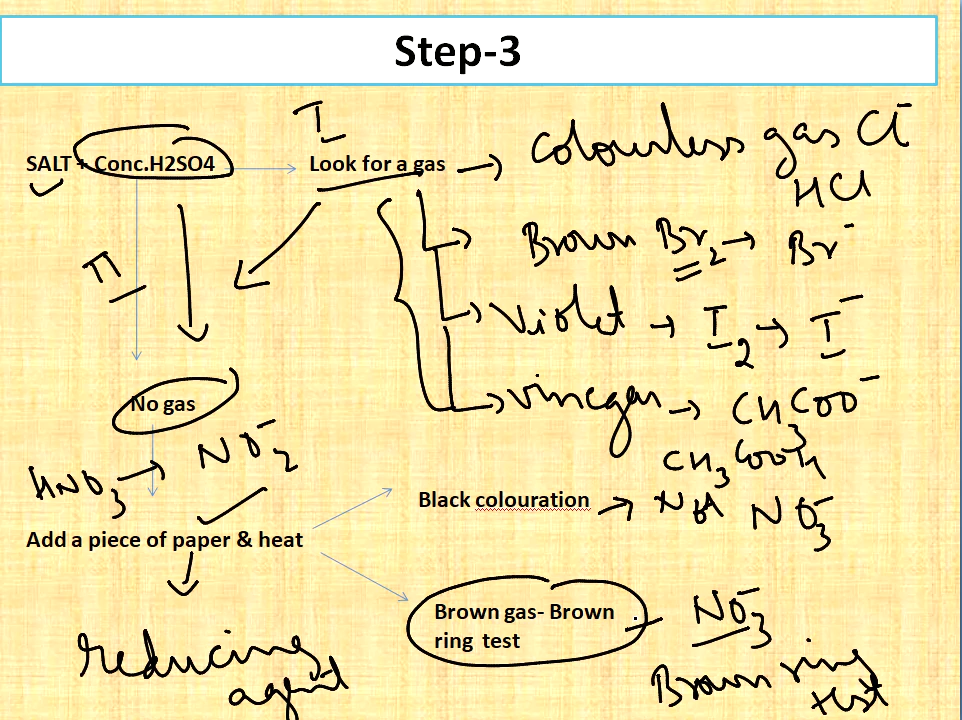 Step-3
I
SALT + Conc.H2SO4
Look for a gas → colourless gas Cl⁻
HCl
→ Brown Br₂ → Br⁻
II
→ Violet → I₂ → I⁻
No gas
→ vinegar → CH₃COO⁻
CH₃COOH
HNO₃ → NO₂⁻
Black colouration → Not NO₃⁻
Add a piece of paper & heat
Brown gas- Brown
ring test
NO₃⁻
reducing
agent
Brown ring
test